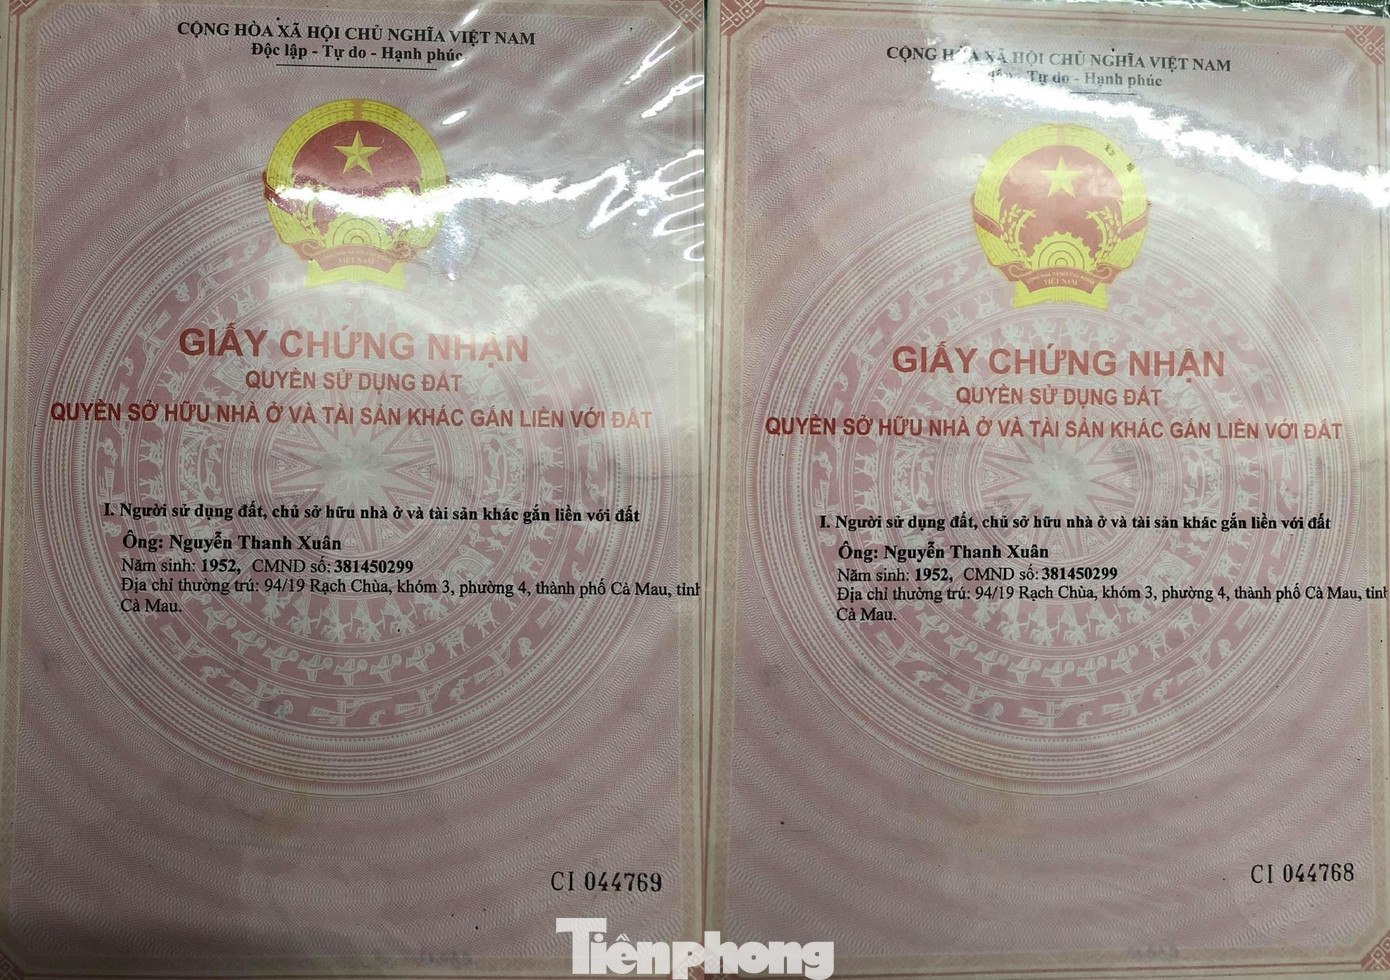 CỘNG HÒA XÃ HỘI CHỦ NGHĨA VIỆT NAM
Độc lập - Tự do - Hạnh phúc
VIỆT NAM
GIẤY CHỨNG NHẬN
QUYỀN SỬ DỤNG ĐẤT
QUYỀN SỞ HỮU NHÀ Ở VÀ TÀI SẢN KHÁC GẮN LIỀN VỚI ĐẤT
I. Người sử dụng đất, chủ sở hữu nhà ở và tài sản khác gắn liền với đất
Ông: Nguyễn Thanh Xuân
Năm sinh: 1952, CMND số: 381450299
Địa chỉ thường trú: 94/19 Rạch Chùa, khóm 3, phường 4, thành phố Cà Mau, tỉnh
Cà Mau.
CI 044769
CỘNG HÒA XÃ HỘI CHỦ NGHĨA VIỆT NAM
- Tự do - Hạnh phúc
VIỆT NAM
GIẤY CHỨNG NHẬN
QUYỀN SỬ DỤNG ĐẤT
QUYỀN SỞ HỮU NHÀ Ở VÀ TÀI SẢN KHÁC GẮN LIỀN VỚI ĐẤT
I. Người sử dụng đất, chủ sở hữu nhà ở và tài sản khác gắn liền với đất
Ông: Nguyễn Thanh Xuân
Năm sinh: 1952, CMND số: 381450299
Địa chỉ thường trú: 94/19 Rạch Chùa, khóm 3, phường 4, thành phố Cà Mau, tỉnh
Cà Mau.
CI 044768
Tiênphong